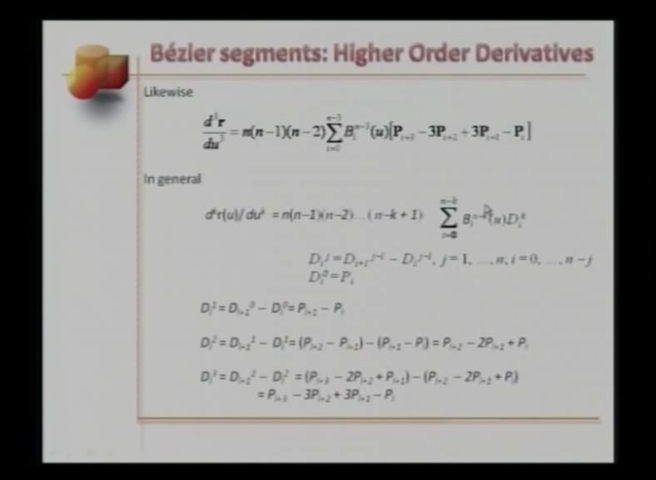 Bézier segments: Higher Order Derivatives
Likewise
d³r/du³ = n(n−1)(n−2) ∑_{i=0}^{n−3} B_i^{n−3}(u)[P_{i+3} − 3P_{i+2} + 3P_{i+1} − P_i]
In general
d^k r(u)/du^k = n(n−1)(n−2)…(n−k+1) ∑_{i=0}^{n−k} B_i^{n−k}(u)D_i^k
D_i^j = D_{i+1}^{j−1} − D_i^{j−1}, j = 1, …, n; i = 0, …, n − j
D_i^0 = P_i
D_i^1 = D_{i+1}^0 − D_i^0 = P_{i+1} − P_i
D_i^2 = D_{i+1}^1 − D_i^1 = (P_{i+2} − P_{i+1}) − (P_{i+1} − P_i) = P_{i+2} − 2P_{i+1} + P_i
D_i^3 = D_{i+1}^2 − D_i^2 = (P_{i+3} − 2P_{i+2} + P_{i+1}) − (P_{i+2} − 2P_{i+1} + P_i)
= P_{i+3} − 3P_{i+2} + 3P_{i+1} − P_i